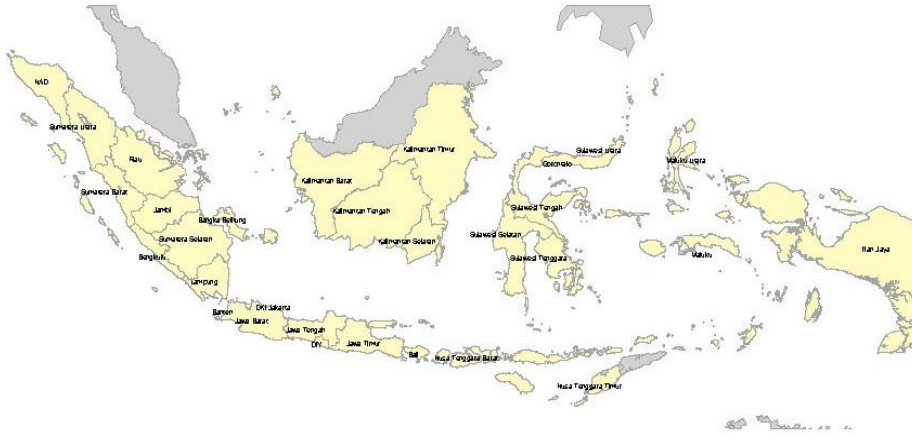 NAD
Sumatera Utara
Riau
Sumatera Barat
Jambi
Bangka Belitung
Sumatera Selatan
Bengkulu
Lampung
Banten
DKI Jakarta
Jawa Barat
Jawa Tengah
DIY
Jawa Timur
Bali
Nusa Tenggara Barat
Nusa Tenggara Timur
Kalimantan Barat
Kalimantan Timur
Kalimantan Tengah
Kalimantan Selatan
Sulawesi Utara
Gorontalo
Sulawesi Tengah
Sulawesi Selatan
Sulawesi Tenggara
Maluku Utara
Maluku
Irian Jaya